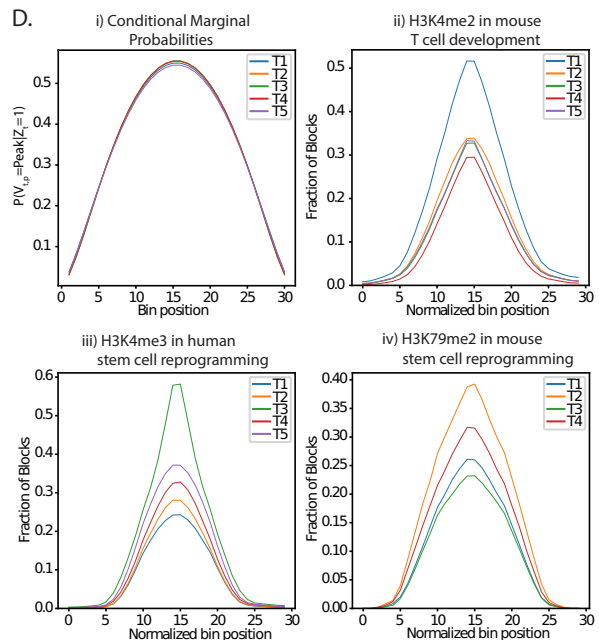 D.
i) Conditional Marginal
Probabilities
P(V_{t,p}=Peak|Z_t=1)
0.5
0.4
0.3
0.2
0.1
T1
T2
T3
T4
T5
0 5 10 15 20 25 30
Bin position
ii) H3K4me2 in mouse
T cell development
Fraction of Blocks
0.5
0.4
0.3
0.2
0.1
0.0
T1
T2
T3
T4
T5
0 5 10 15 20 25 30
Normalized bin position
iii) H3K4me3 in human
stem cell reprogramming
Fraction of Blocks
0.6
0.5
0.4
0.3
0.2
0.1
0.0
T1
T2
T3
T4
T5
0 5 10 15 20 25 30
Normalized bin position
iv) H3K79me2 in mouse
stem cell reprogramming
Fraction of Blocks
0.40
0.35
0.30
0.25
0.20
0.15
0.10
0.05
0.00
T1
T2
T3
T4
0 5 10 15 20 25 30
Normalized bin position